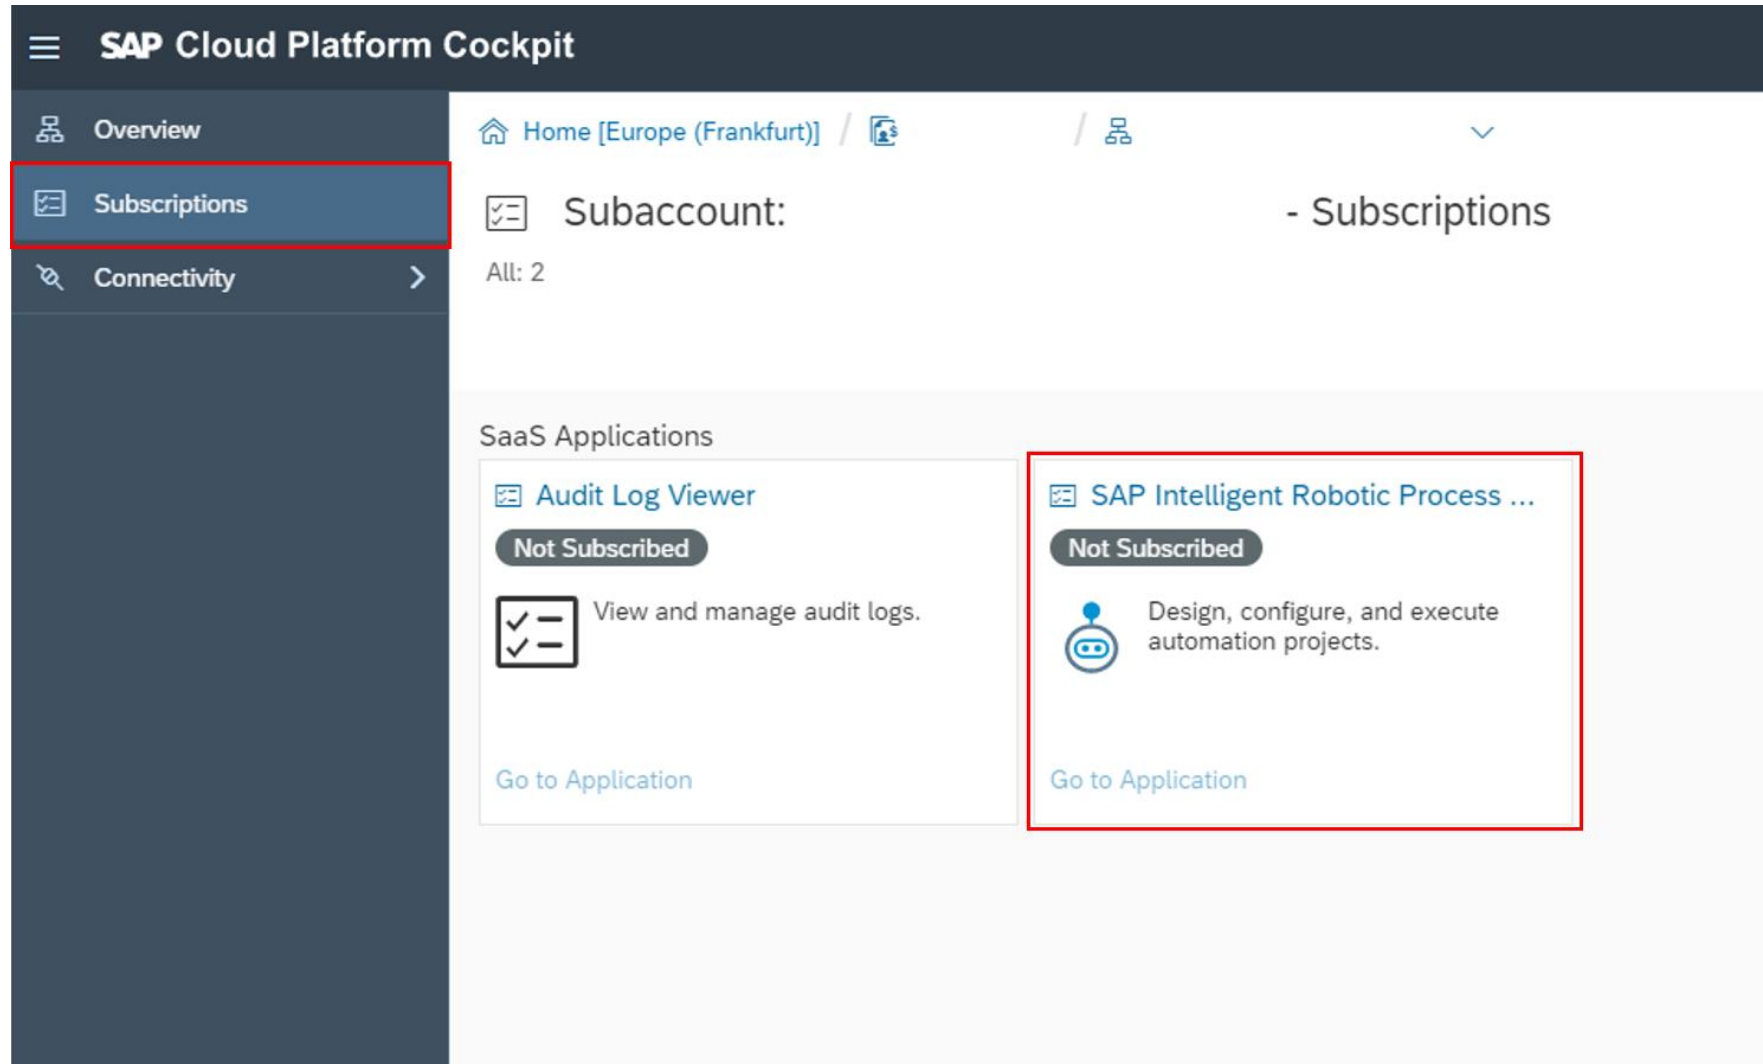 SAP Cloud Platform Cockpit
Overview
Subscriptions
Connectivity
Home [Europe (Frankfurt)] / /
Subaccount: - Subscriptions
All: 2
SaaS Applications
Audit Log Viewer
Not Subscribed
View and manage audit logs.
Go to Application
SAP Intelligent Robotic Process ...
Not Subscribed
Design, configure, and execute
automation projects.
Go to Application